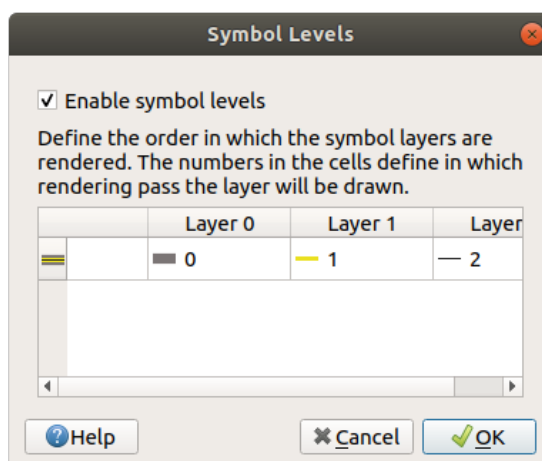 Symbol Levels
Enable symbol levels
Define the order in which the symbol layers are
rendered. The numbers in the cells define in which
rendering pass the layer will be drawn.
Layer 0 Layer 1 Layer
0 1 2
Help Cancel OK